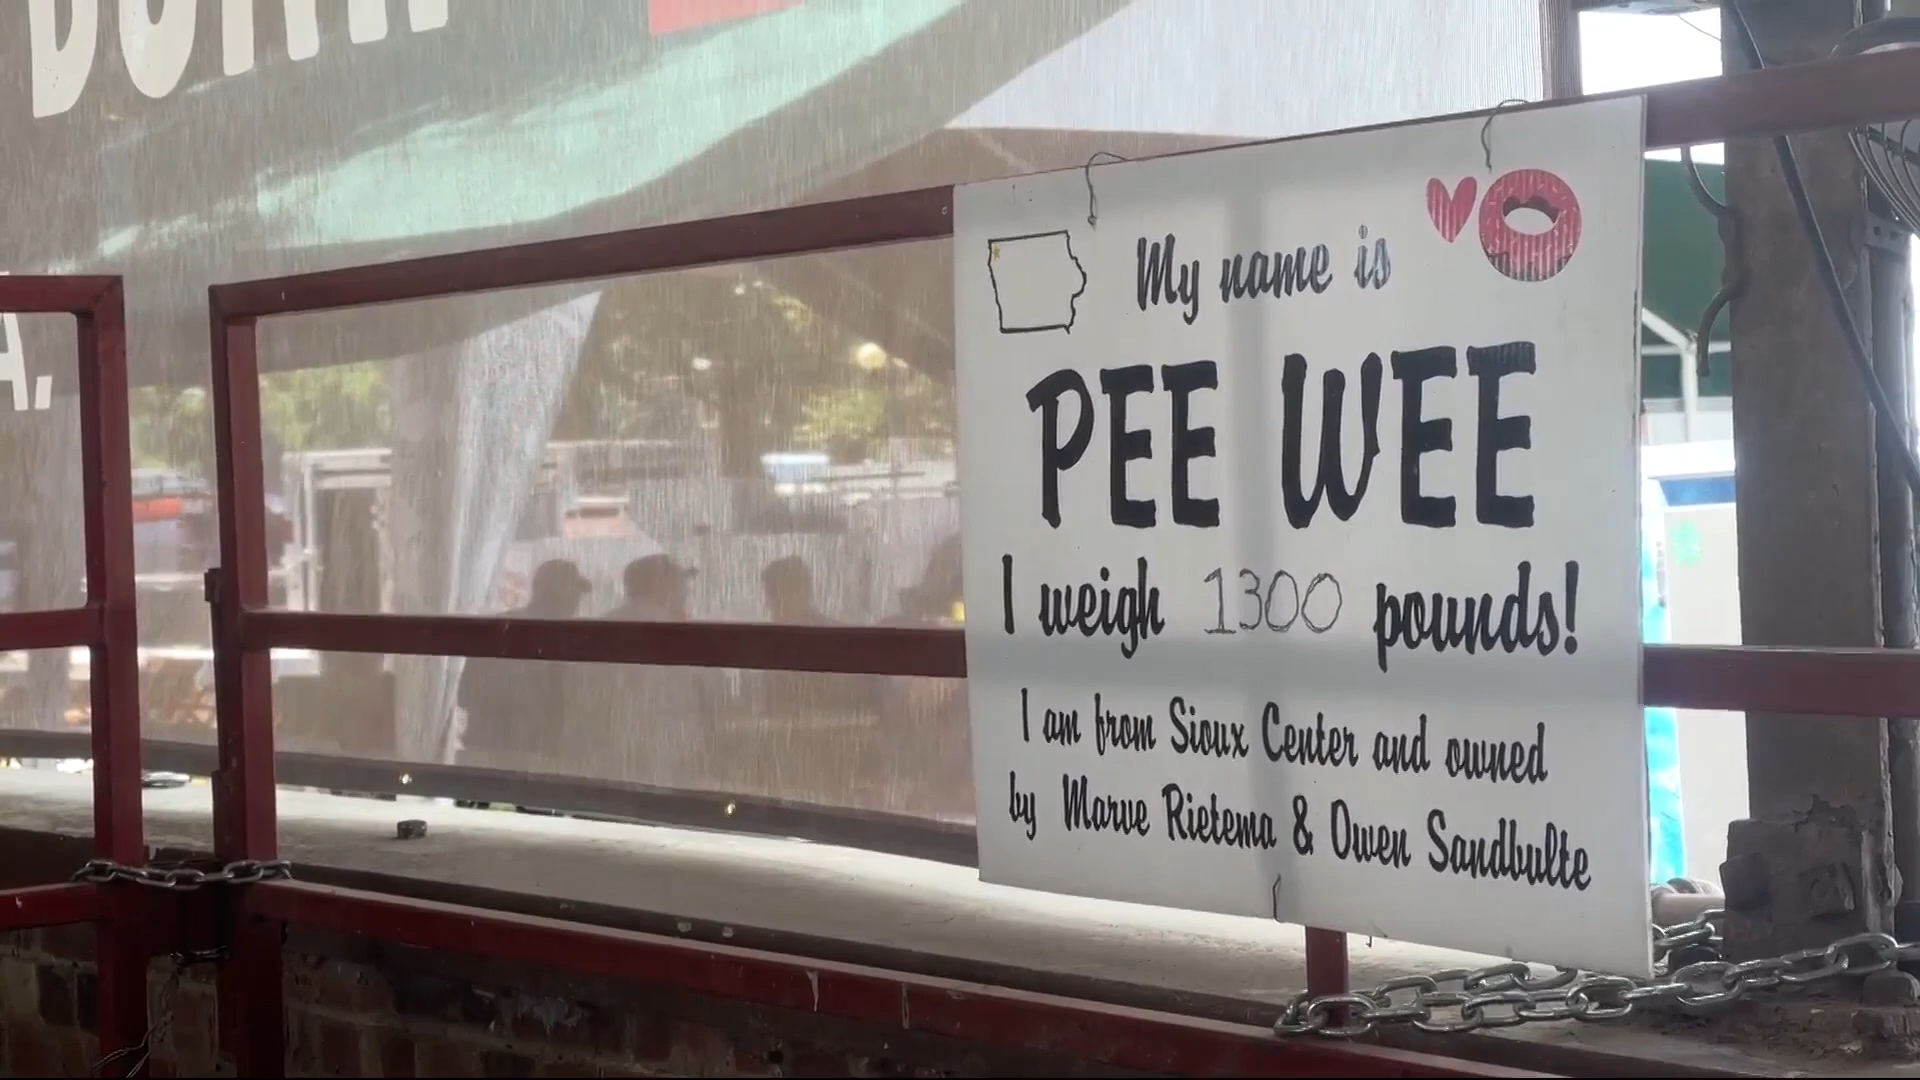 My name is
PEE WEE
I weigh 1300 pounds!
I am from Sioux Center and owned
by Marve Rietema & Owen Sandbulte